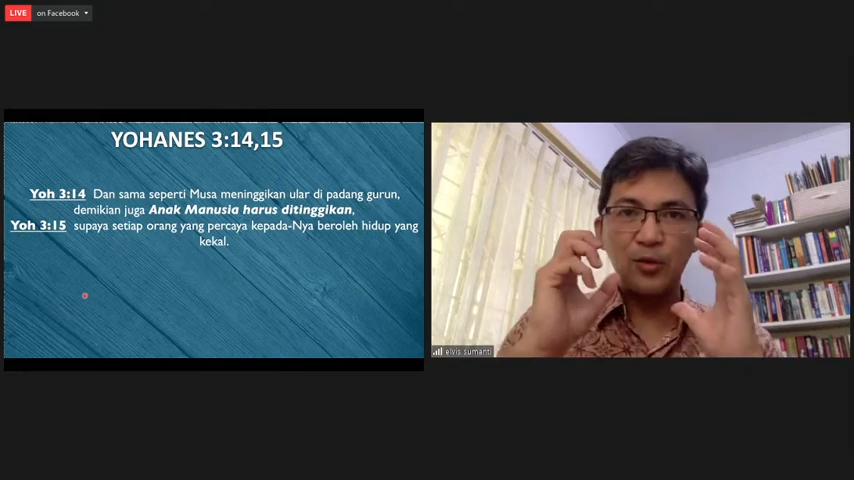 LIVE on Facebook
YOHANES 3:14,15
Yoh 3:14 Dan sama seperti Musa meninggikan ular di padang gurun,
demikian juga Anak Manusia harus ditinggikan,
Yoh 3:15 supaya setiap orang yang percaya kepada-Nya beroleh hidup yang
kekal.
elvis sumanti